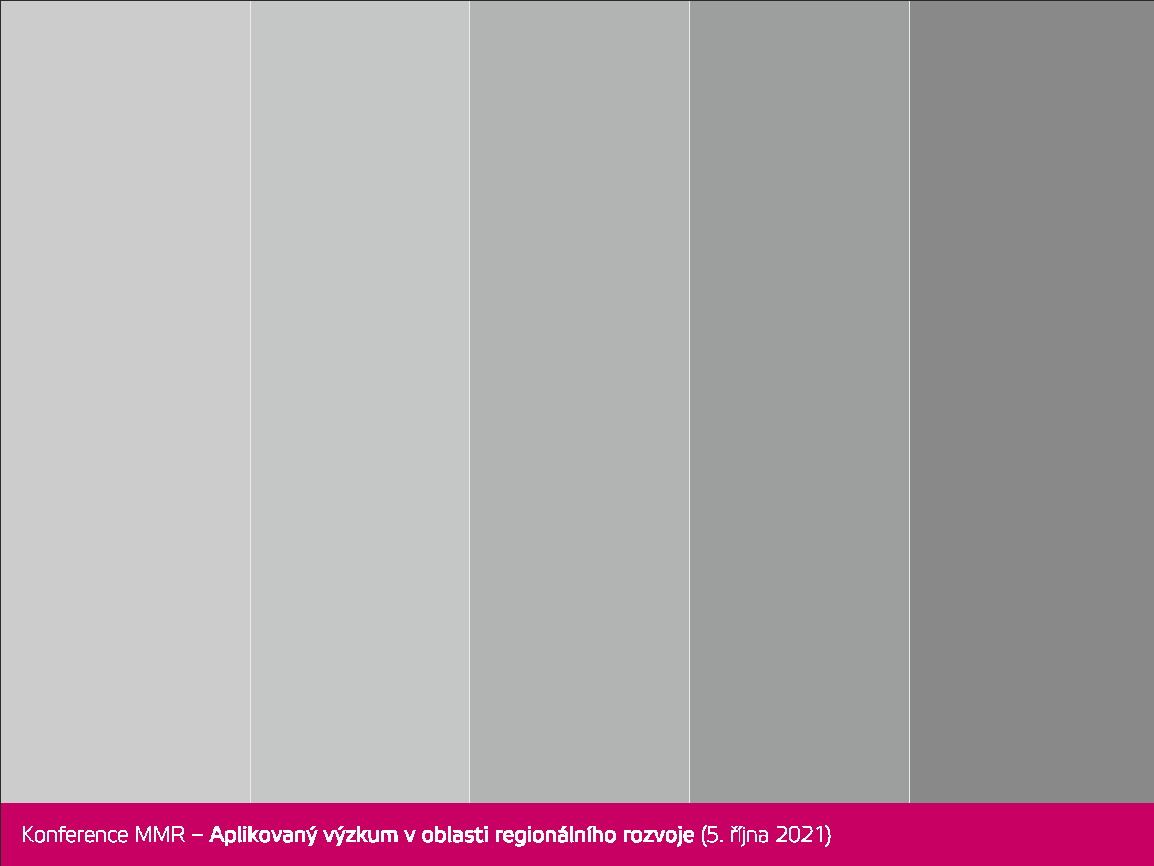 Konference MMR – Aplikovaný výzkum v oblasti regionálního rozvoje (5. října 2021)